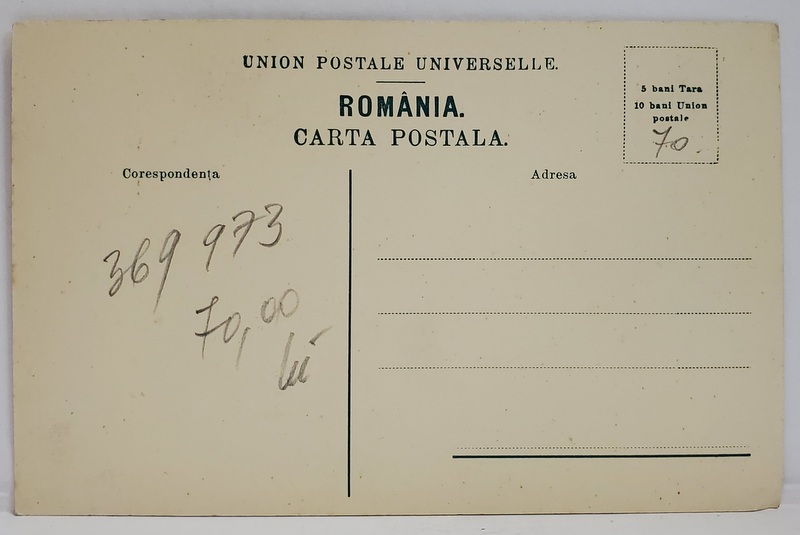 UNION POSTALE UNIVERSELLE.
ROMÂNIA.
CARTA POSTALA.
5 bani Tara
10 bani Union
postale
70.
Corespondența
Adresa
369 973
70,00
lei